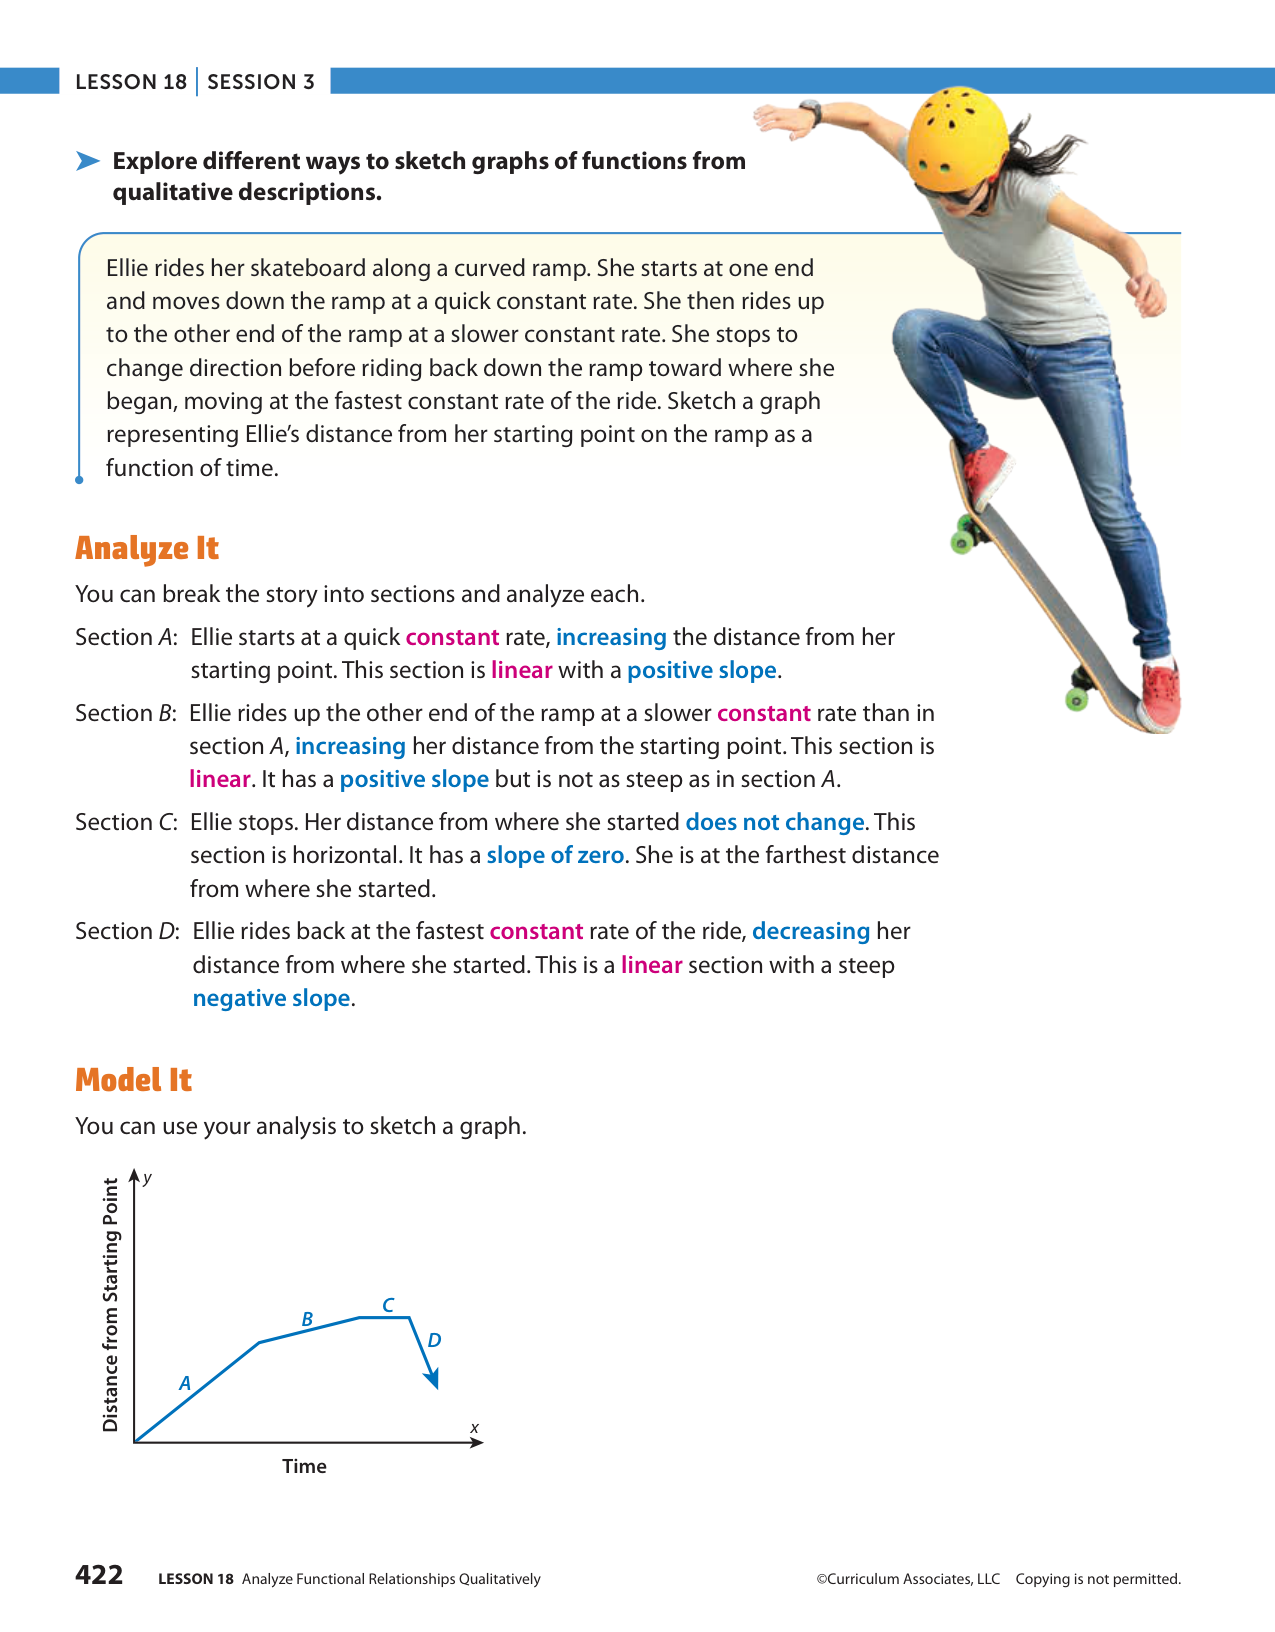 LESSON 18 | SESSION 3
Explore different ways to sketch graphs of functions from
qualitative descriptions.
Ellie rides her skateboard along a curved ramp. She starts at one end
and moves down the ramp at a quick constant rate. She then rides up
to the other end of the ramp at a slower constant rate. She stops to
change direction before riding back down the ramp toward where she
began, moving at the fastest constant rate of the ride. Sketch a graph
representing Ellie’s distance from her starting point on the ramp as a
function of time.
Analyze It
You can break the story into sections and analyze each.
Section A: Ellie starts at a quick constant rate, increasing the distance from her
starting point. This section is linear with a positive slope.
Section B: Ellie rides up the other end of the ramp at a slower constant rate than in
section A, increasing her distance from the starting point. This section is
linear. It has a positive slope but is not as steep as in section A.
Section C: Ellie stops. Her distance from where she started does not change. This
section is horizontal. It has a slope of zero. She is at the farthest distance
from where she started.
Section D: Ellie rides back at the fastest constant rate of the ride, decreasing her
distance from where she started. This is a linear section with a steep
negative slope.
Model It
You can use your analysis to sketch a graph.
Distance from Starting Point
y
A
B
C
D
x
Time
422 LESSON 18 Analyze Functional Relationships Qualitatively
©Curriculum Associates, LLC Copying is not permitted.